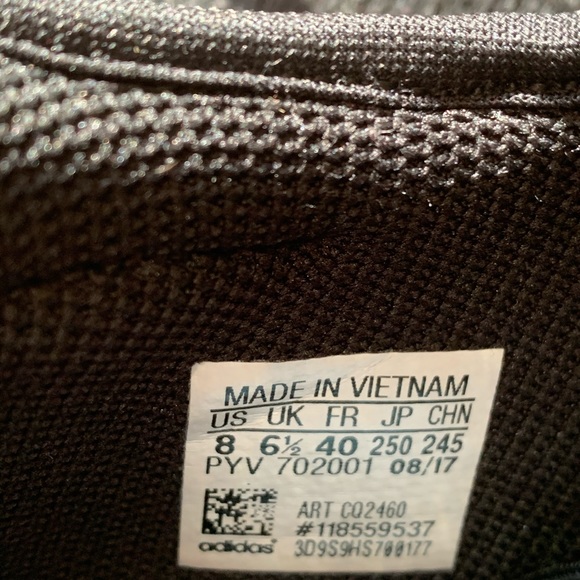 MADE IN VIETNAM
US UK FR JP CHN
8 6½ 40 250 245
PYV 702001 08/17
ART CQ2460
#118559537
adidas 3D9S9HS700177